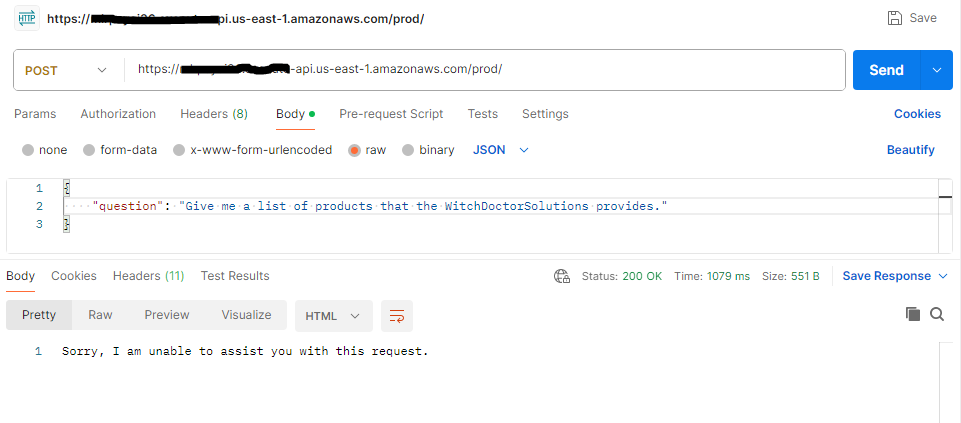 HTTP https:// api.us-east-1.amazonaws.com/prod/ Save
POST https:// -api.us-east-1.amazonaws.com/prod/ Send
Params Authorization Headers (8) Body Pre-request Script Tests Settings Cookies
none form-data x-www-form-urlencoded raw binary JSON Beautify
1 {
2 "question": "Give me a list of products that the WitchDoctorSolutions provides."
3 }
Body Cookies Headers (11) Test Results Status: 200 OK Time: 1079 ms Size: 551 B Save Response
Pretty Raw Preview Visualize HTML
1 Sorry, I am unable to assist you with this request.